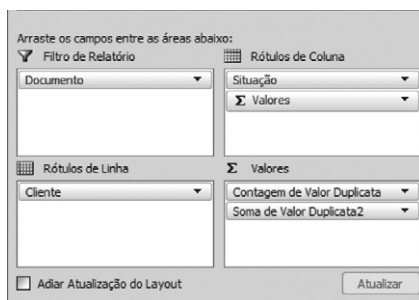 Arraste os campos entre as áreas abaixo:
Filtro de Relatório
Rótulos de Coluna
Documento
Situação
Σ Valores
Rótulos de Linha
Σ Valores
Cliente
Contagem de Valor Duplicata
Soma de Valor Duplicata2
Adiar Atualização do Layout
Atualizar